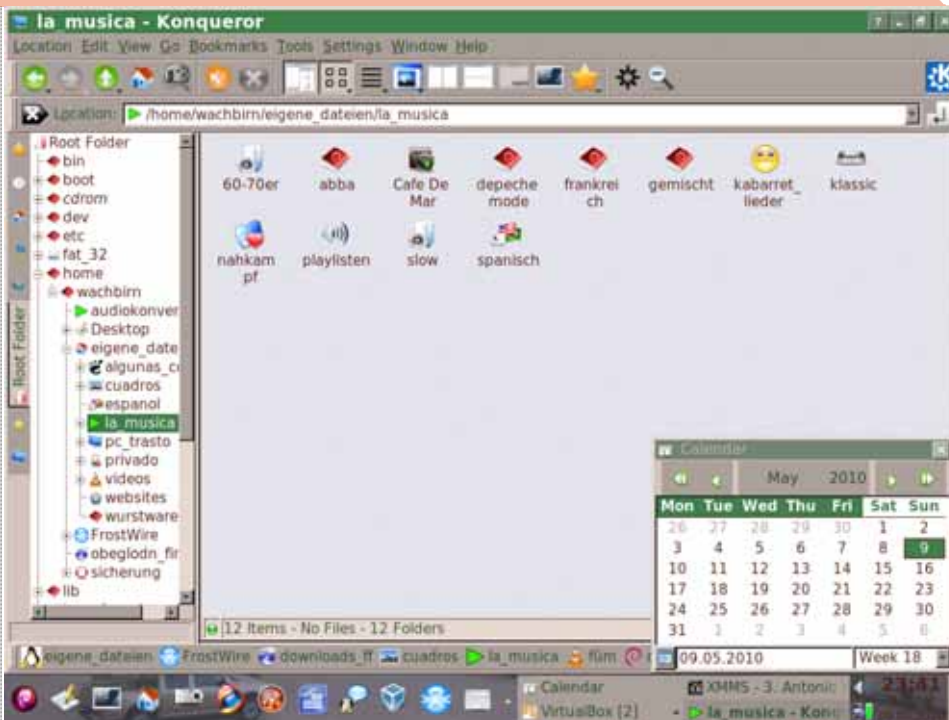 la_musica - Konqueror
Location Edit View Go Bookmarks Tools Settings Window Help
Location: /home/wachbirn/eigene_dateien/la_musica
Root Folder
Root Folder
bin
boot
cdrom
dev
etc
fat_32
home
wachbirn
audiokonver
Desktop
eigene_date
algunas_c
cuadros
espanol
la_musica
pc_trasto
privado
videos
websites
wurstware
FrostWire
obeglodn_fir
sicherung
lib
60-70er abba Cafe De Mar depeche mode frankrei ch gemischt kabarret_ lieder klassic
nahkam pf playlisten slow spanisch
12 Items - No Files - 12 Folders
Calendar
May 2010
Mon Tue Wed Thu Fri Sat Sun
26 27 28 29 30 1 2
3 4 5 6 7 8 9
10 11 12 13 14 15 16
17 18 19 20 21 22 23
24 25 26 27 28 29 30
31 1 2 3 4 5 6
09.05.2010 Week 18
eigene_dateien FrostWire downloads_ff cuadros la_musica füm
Calendar XMMS - 3. Antonio
VirtualBox [2] la_musica - Kon
23:41